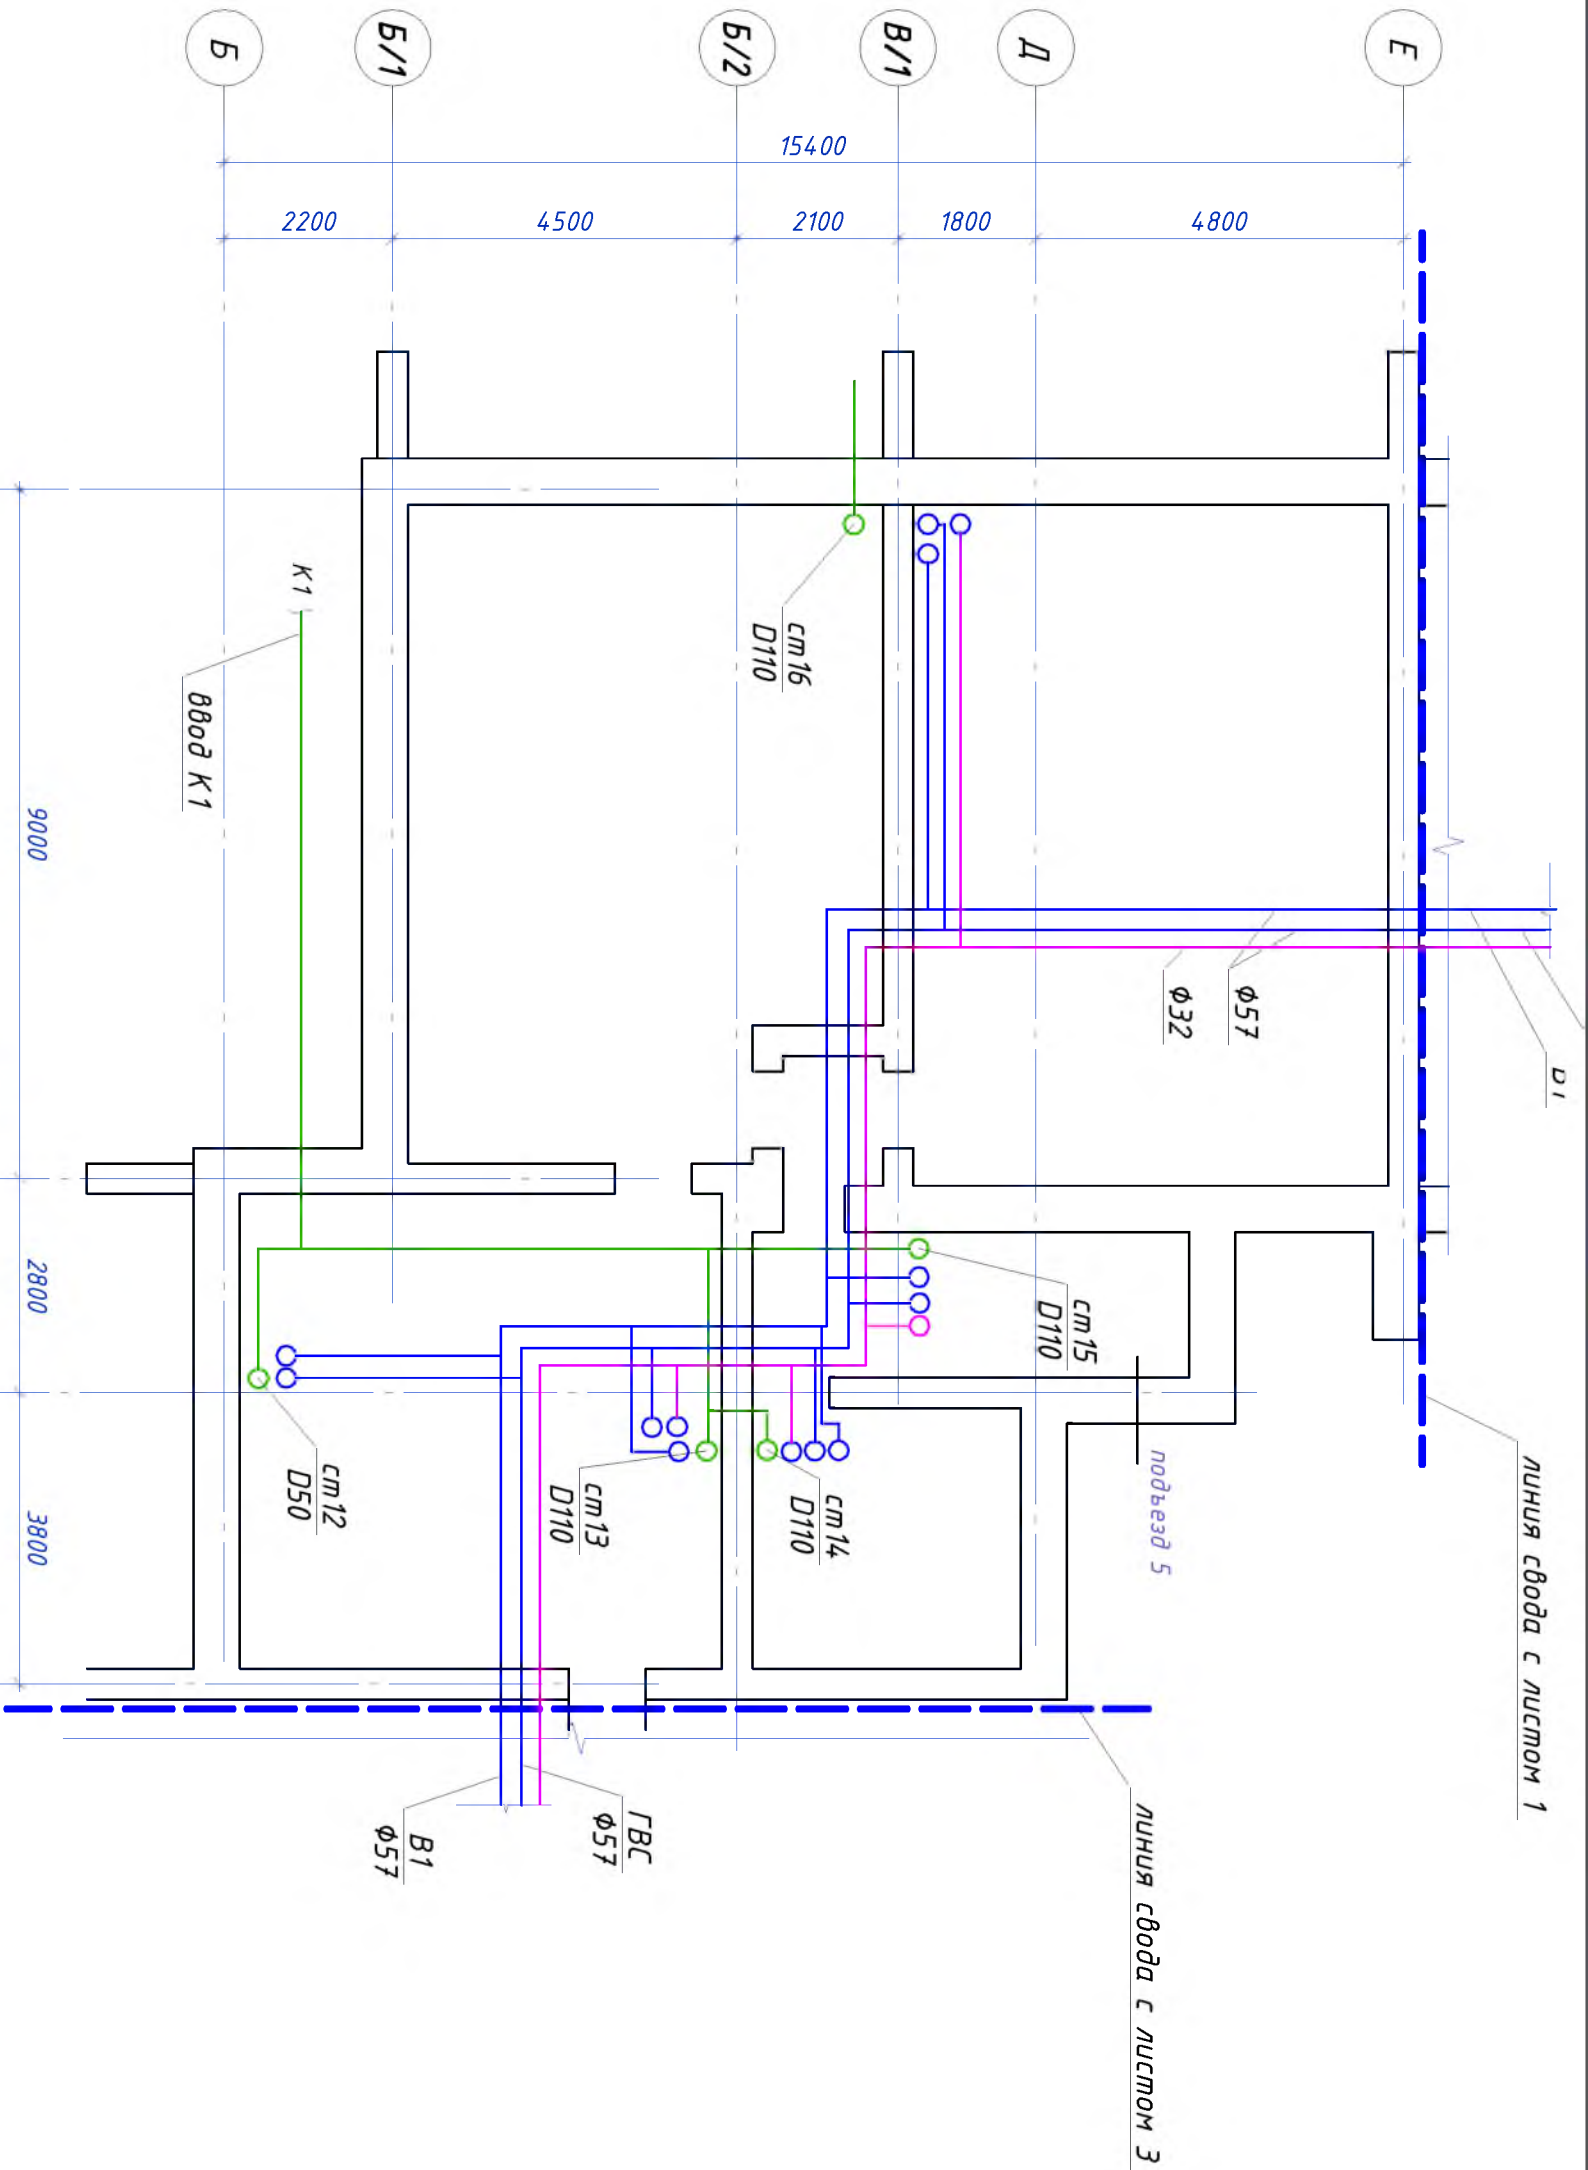 Б
Б/1
Б/2
В/1
Д
Е
15400
2200
4500
2100
1800
4800
К1
ввод К1
ст16
D110
9000
ф57
ф32
ст15
D110
2800
ст12
D50
ст13
D110
ст14
D110
подъезд 5
3800
линия свода с листом 1
линия свода с листом 3
ГВС
ф57
В1
ф57